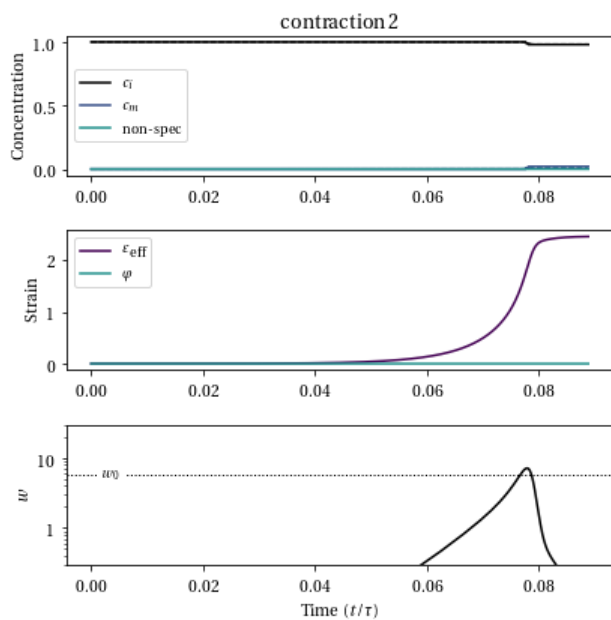 contraction 2
Concentration
1.0
0.5
0.0
c_i
c_m
non-spec
0.00 0.02 0.04 0.06 0.08
Strain
2
1
0
ε_eff
φ
0.00 0.02 0.04 0.06 0.08
w
10
1
w_0
0.00 0.02 0.04 0.06 0.08
Time (t/τ)